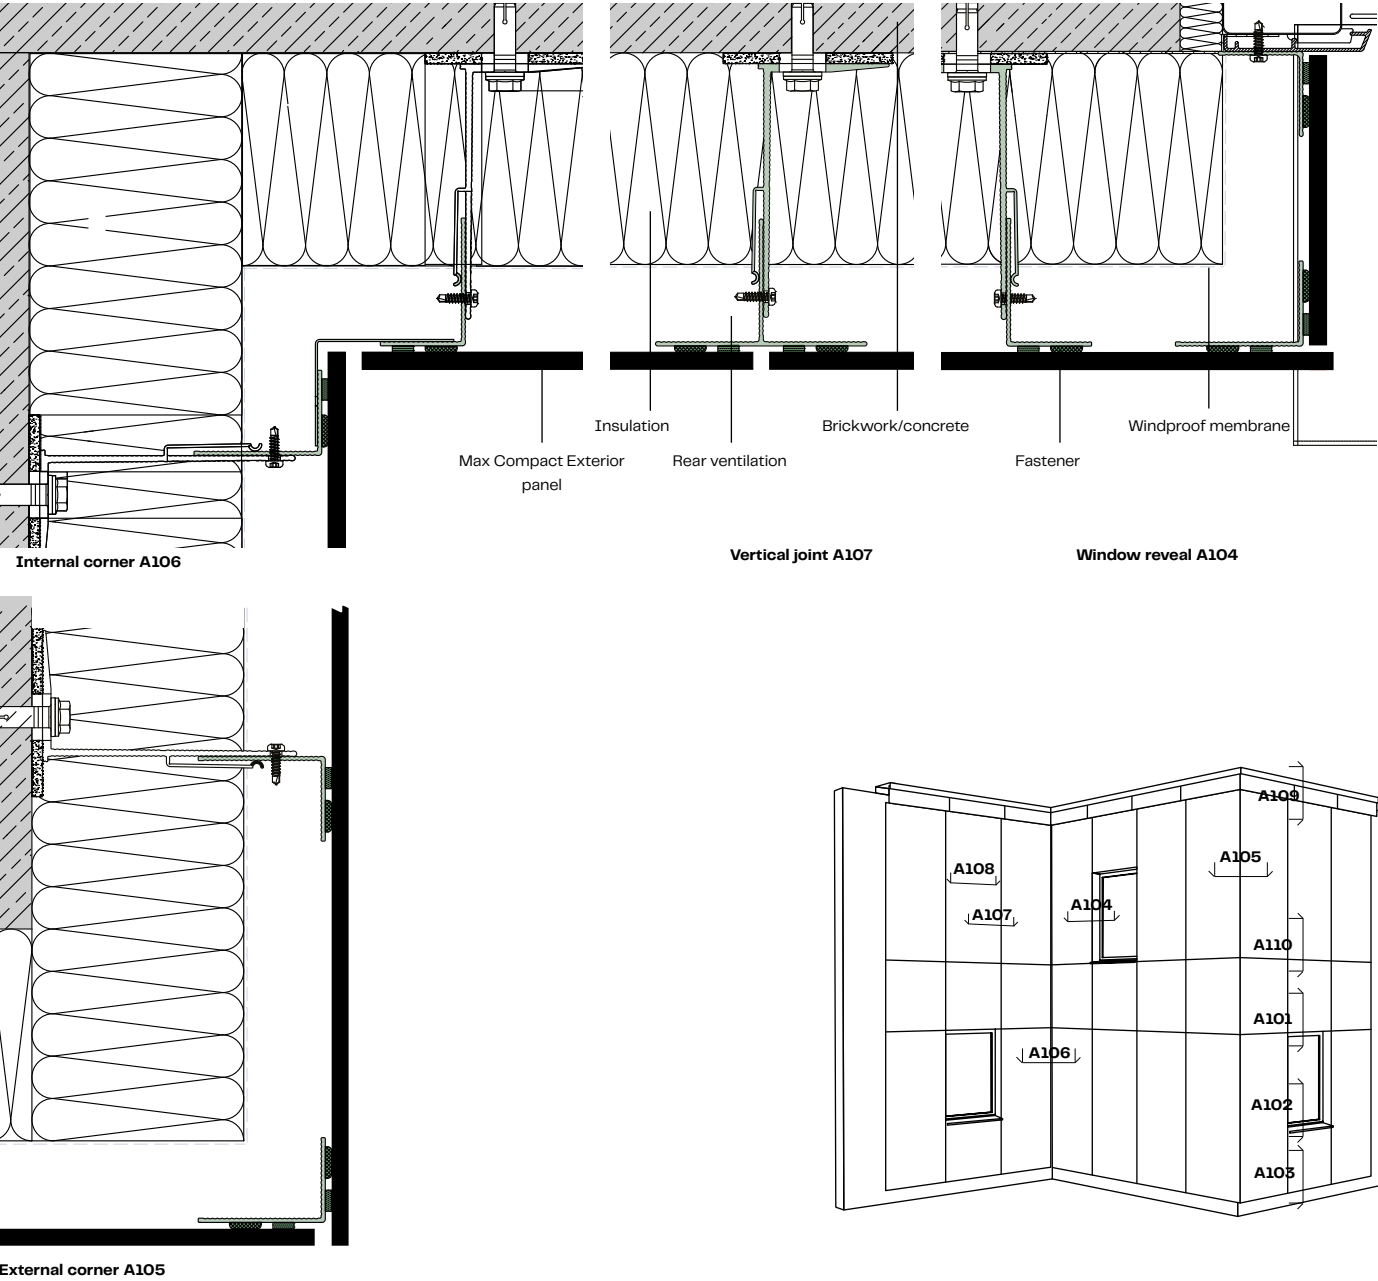 Insulation
Brickwork/concrete
Windproof membrane
Max Compact Exterior
panel
Rear ventilation
Fastener
Internal corner A106
Vertical joint A107
Window reveal A104
A109
A105
A108
A104
A107
A110
A101
A106
A102
A103
External corner A105